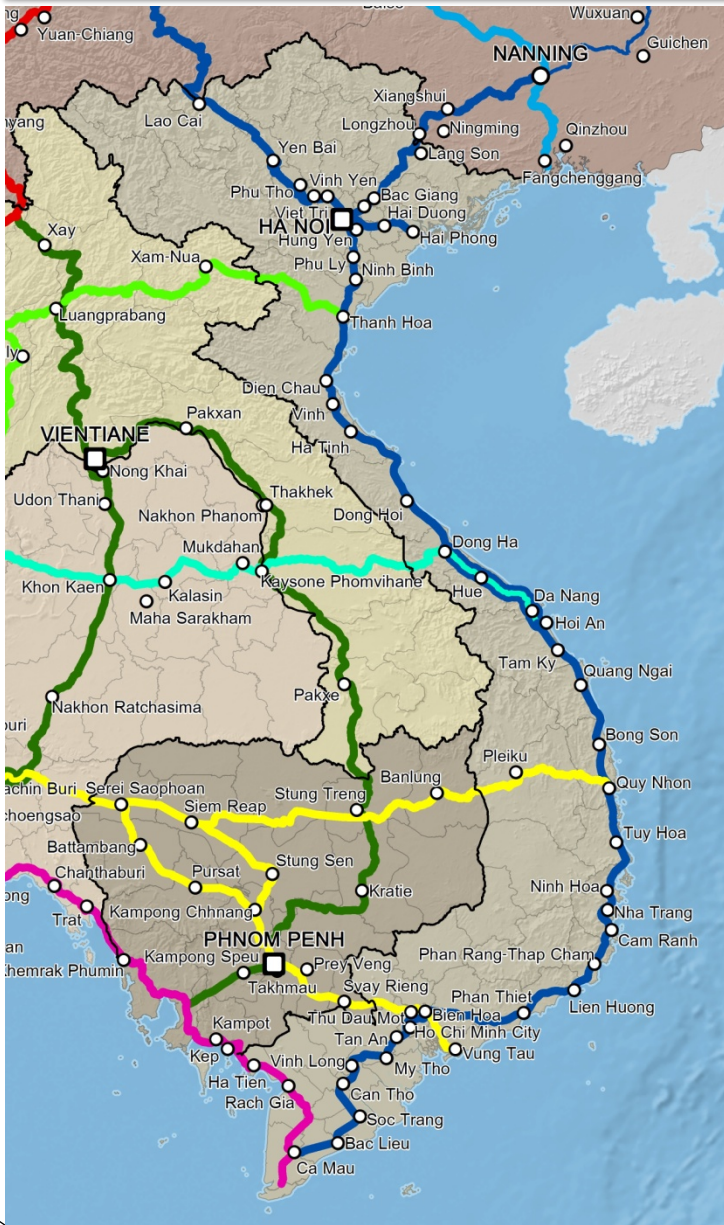 Wuxuan
Yuan-Chiang
Guichen
NANNING
Xiangshui
Lao Cai
Longzhou
Ningming
Qinzhou
Lang Son
Yen Bai
Fangchenggang
Vinh Yen
Phu Tho
Bac Giang
Viet Tri
Hai Duong
HA NOI
Xay
Hung Yen
Hai Phong
Xam-Nua
Phu Ly
Ninh Binh
Luangprabang
Thanh Hoa
Dien Chau
Pakxan
Vinh
VIENTIANE
Ha Tinh
Nong Khai
Udon Thani
Thakhek
Nakhon Phanom
Dong Hoi
Dong Ha
Mukdahan
Khon Kaen
Kaysone Phomvihane
Kalasin
Hue
Da Nang
Maha Sarakham
Hoi An
Tam Ky
Quang Ngai
Pakxe
Nakhon Ratchasima
Bong Son
Pleiku
Banlung
Quy Nhon
achin Buri
Serei Saophoan
Siem Reap
Stung Treng
choengsao
Tuy Hoa
Battambang
Stung Sen
Chanthaburi
Pursat
Ninh Hoa
Kratie
Trat
Kampong Chhnang
Nha Trang
Cam Ranh
PHNOM PENH
Phan Rang-Thap Cham
Kampong Speu
Prey Veng
Khemrak Phumin
Takhmau
Svay Rieng
Phan Thiet
Lien Huong
Thu Dau Mot
Bien Hoa
Kampot
Tan An
Ho Chi Minh City
Kep
Vinh Long
Vung Tau
My Tho
Ha Tien
Can Tho
Rach Gia
Soc Trang
Bac Lieu
Ca Mau